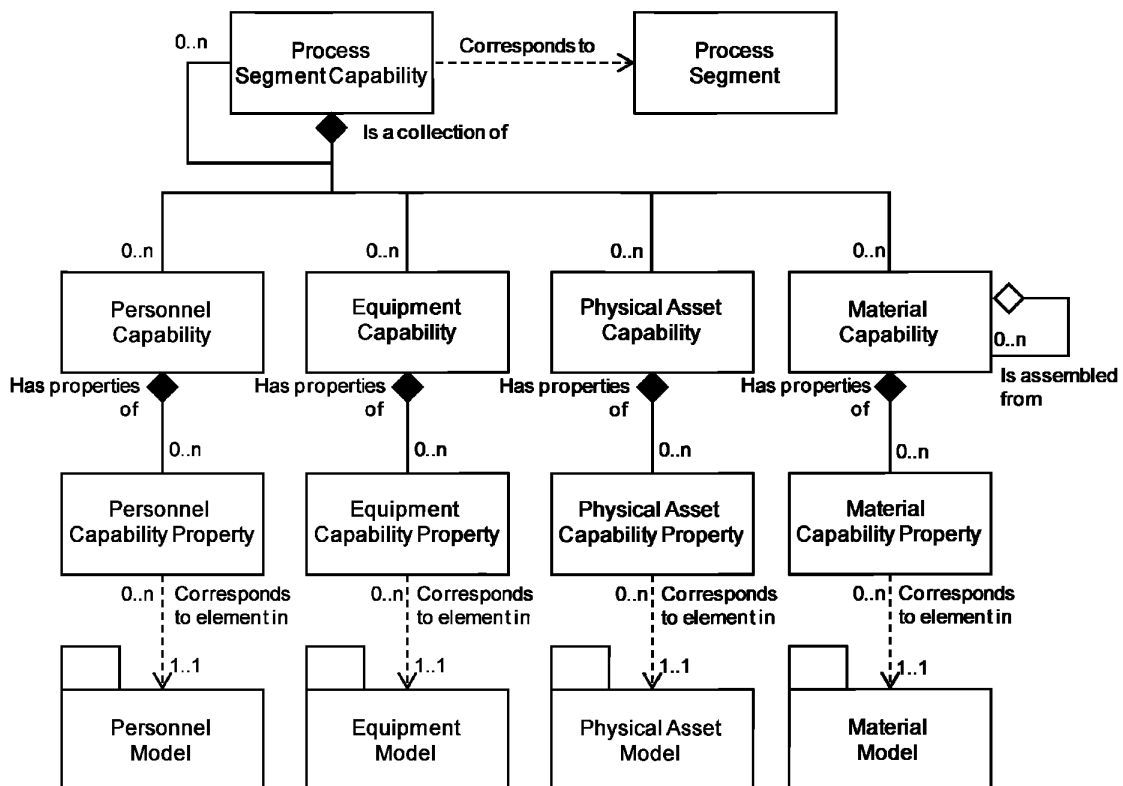 0..n
Process
Segment Capability
Corresponds to
Process
Segment
Is a collection of
0..n
0..n
0..n
0..n
Personnel
Capability
Equipment
Capability
Physical Asset
Capability
Material
Capability
0..n
Is assembled
from
Has properties
of
Has properties
of
Has properties
of
Has properties
of
0..n
0..n
0..n
0..n
Personnel
Capability Property
Equipment
Capability Property
Physical Asset
Capability Property
Material
Capability Property
0..n
Corresponds
to element in
0..n
Corresponds
to element in
0..n
Corresponds
to element in
0..n
Corresponds
to element in
1..1
1..1
1..1
1..1
Personnel
Model
Equipment
Model
Physical Asset
Model
Material
Model